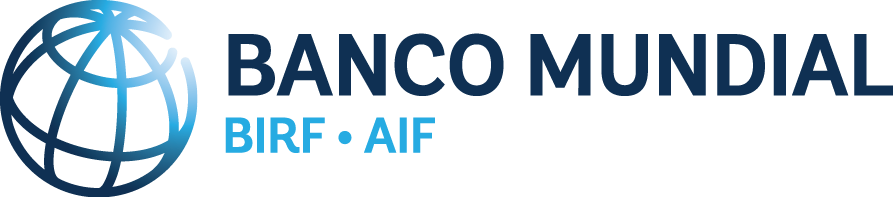 BANCO MUNDIAL
BIRF • AIF